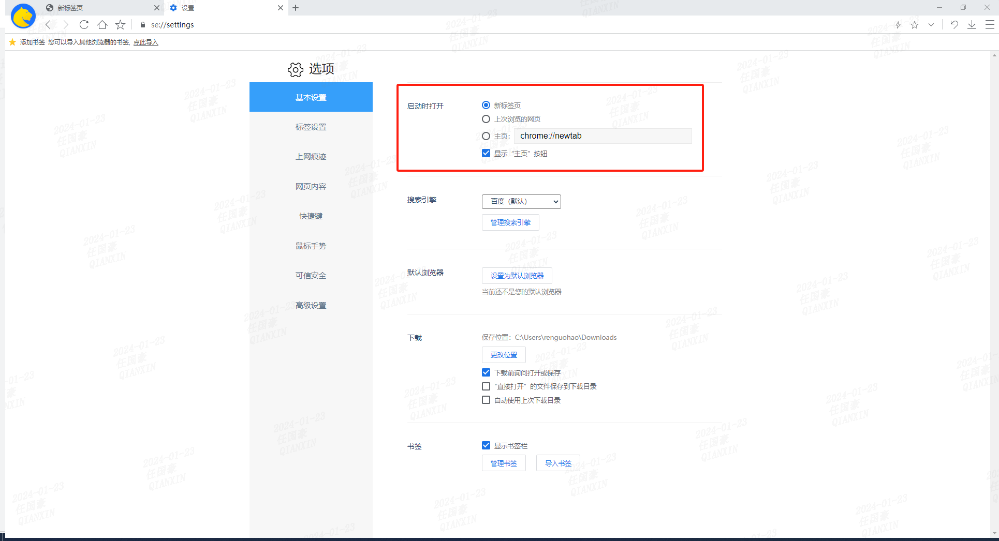 新标签页
设置
se://settings
添加书签 您可以导入其他浏览器的书签, 点此导入
选项
基本设置
标签设置
上网痕迹
网页内容
快捷键
鼠标手势
可信安全
高级设置
启动时打开
新标签页
上次浏览的网页
主页: chrome://newtab
显示“主页”按钮
搜索引擎
百度（默认）
管理搜索引擎
默认浏览器
设置为默认浏览器
当前还不是您的默认浏览器
下载
保存位置：C:\Users\renguohao\Downloads
更改位置
下载前询问打开或保存
"直接打开”的文件保存到下载目录
自动使用上次下载目录
书签
显示书签栏
管理书签
导入书签
2024-01-23
任国豪
QIANXIN